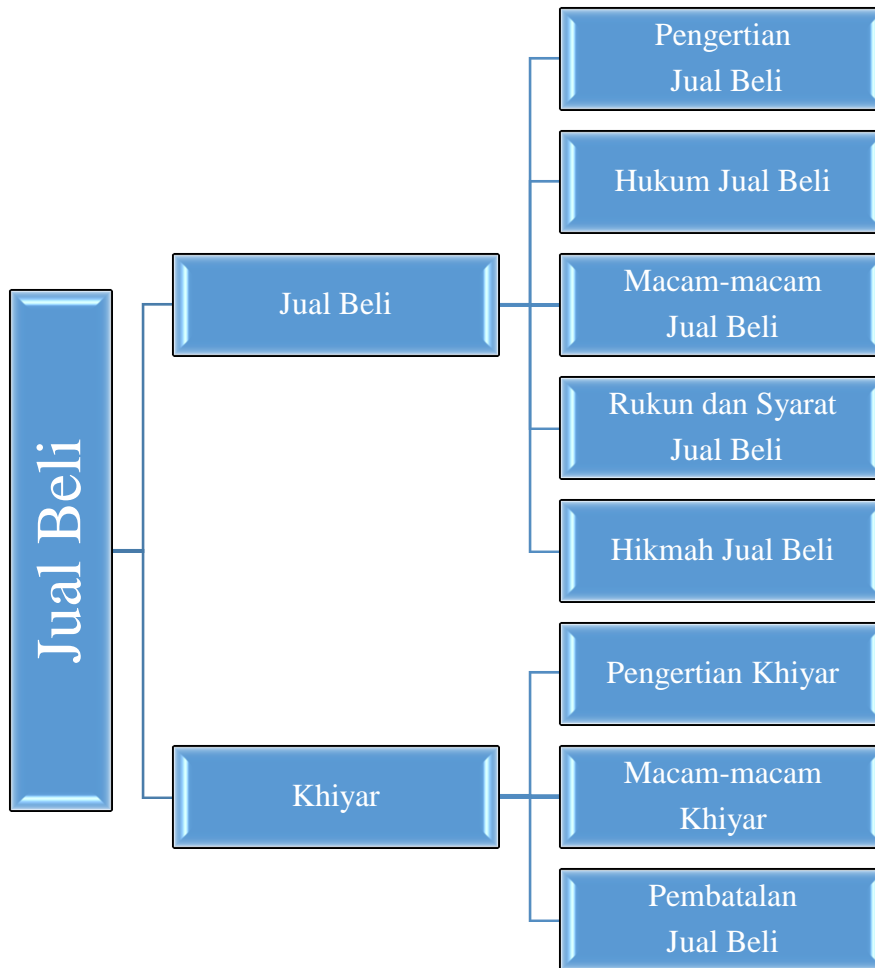 Jual Beli
Jual Beli
Pengertian
Jual Beli
Hukum Jual Beli
Macam-macam
Jual Beli
Rukun dan Syarat
Jual Beli
Hikmah Jual Beli
Khiyar
Pengertian Khiyar
Macam-macam
Khiyar
Pembatalan
Jual Beli